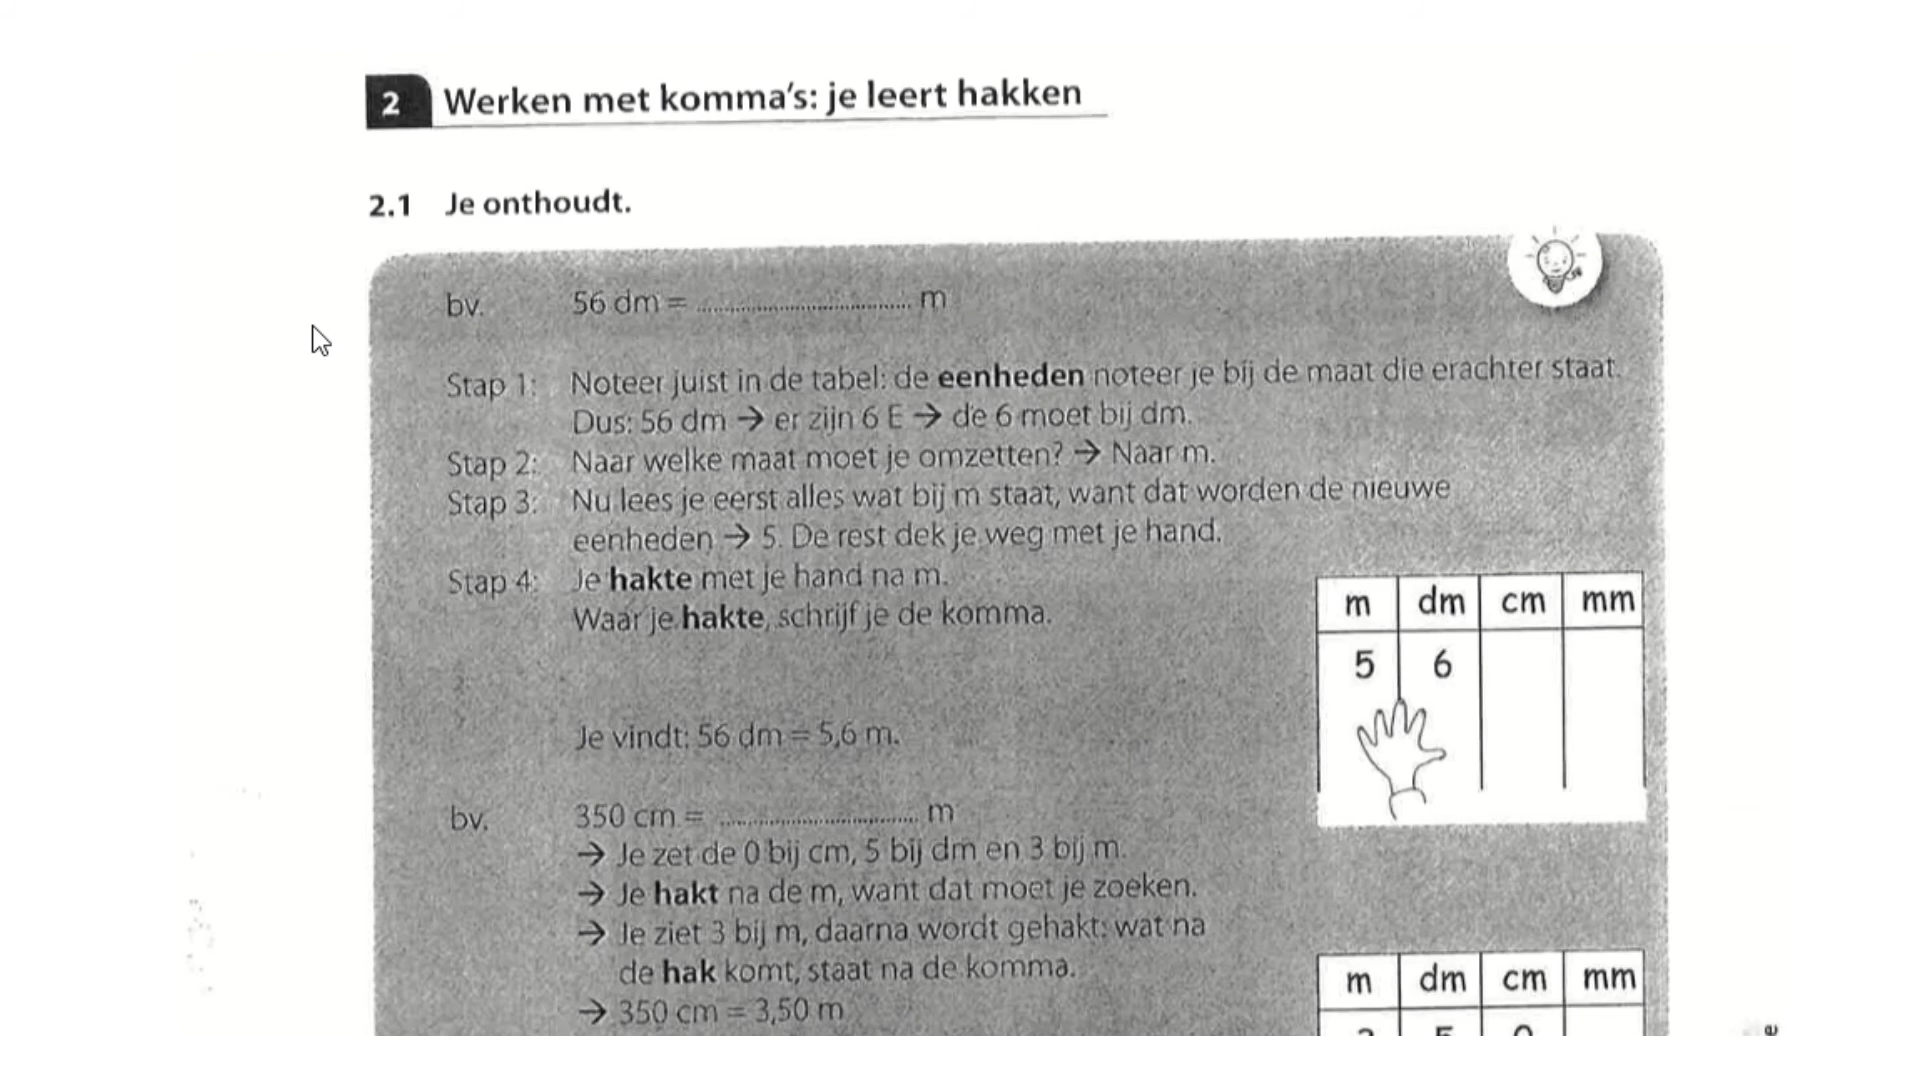 2 Werken met komma's: je leert hakken
2.1 Je onthoudt.
bv. 56 dm = .................................... m
Stap 1: Noteer juist in de tabel: de eenheden noteer je bij de maat die erachter staat.
Dus: 56 dm → er zijn 6 E → de 6 moet bij dm.
Stap 2: Naar welke maat moet je omzetten? → Naar m.
Stap 3: Nu lees je eerst alles wat bij m staat, want dat worden de nieuwe
eenheden → 5. De rest dek je weg met je hand.
Stap 4: Je hakte met je hand na m.
Waar je hakte, schrijf je de komma.
m dm cm mm
5 6
Je vindt: 56 dm = 5,6 m.
bv. 350 cm = .................................... m
→ Je zet de 0 bij cm, 5 bij dm en 3 bij m.
→ Je hakt na de m, want dat moet je zoeken.
→ Je ziet 3 bij m, daarna wordt gehakt: wat na
de hak komt, staat na de komma.
→ 350 cm = 3,50 m
m dm cm mm